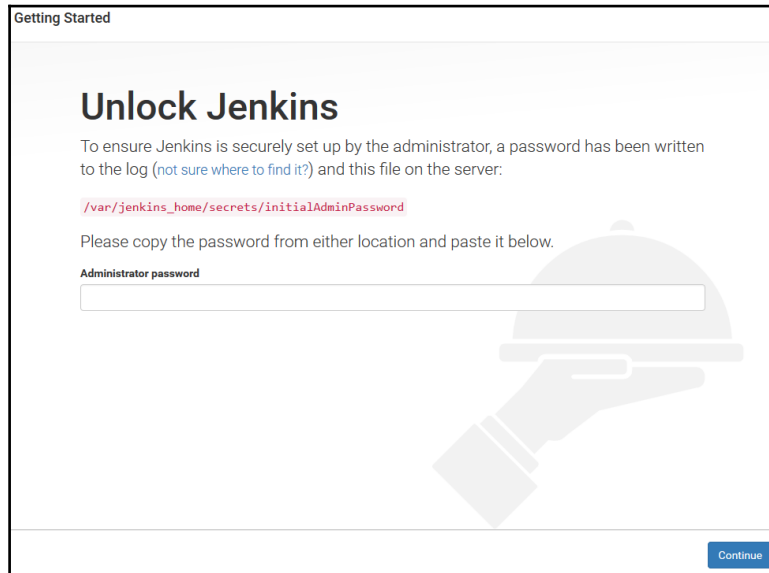 Getting Started
Unlock Jenkins
To ensure Jenkins is securely set up by the administrator, a password has been written
to the log (not sure where to find it?) and this file on the server:
/var/jenkins_home/secrets/initialAdminPassword
Please copy the password from either location and paste it below.
Administrator password
Continue